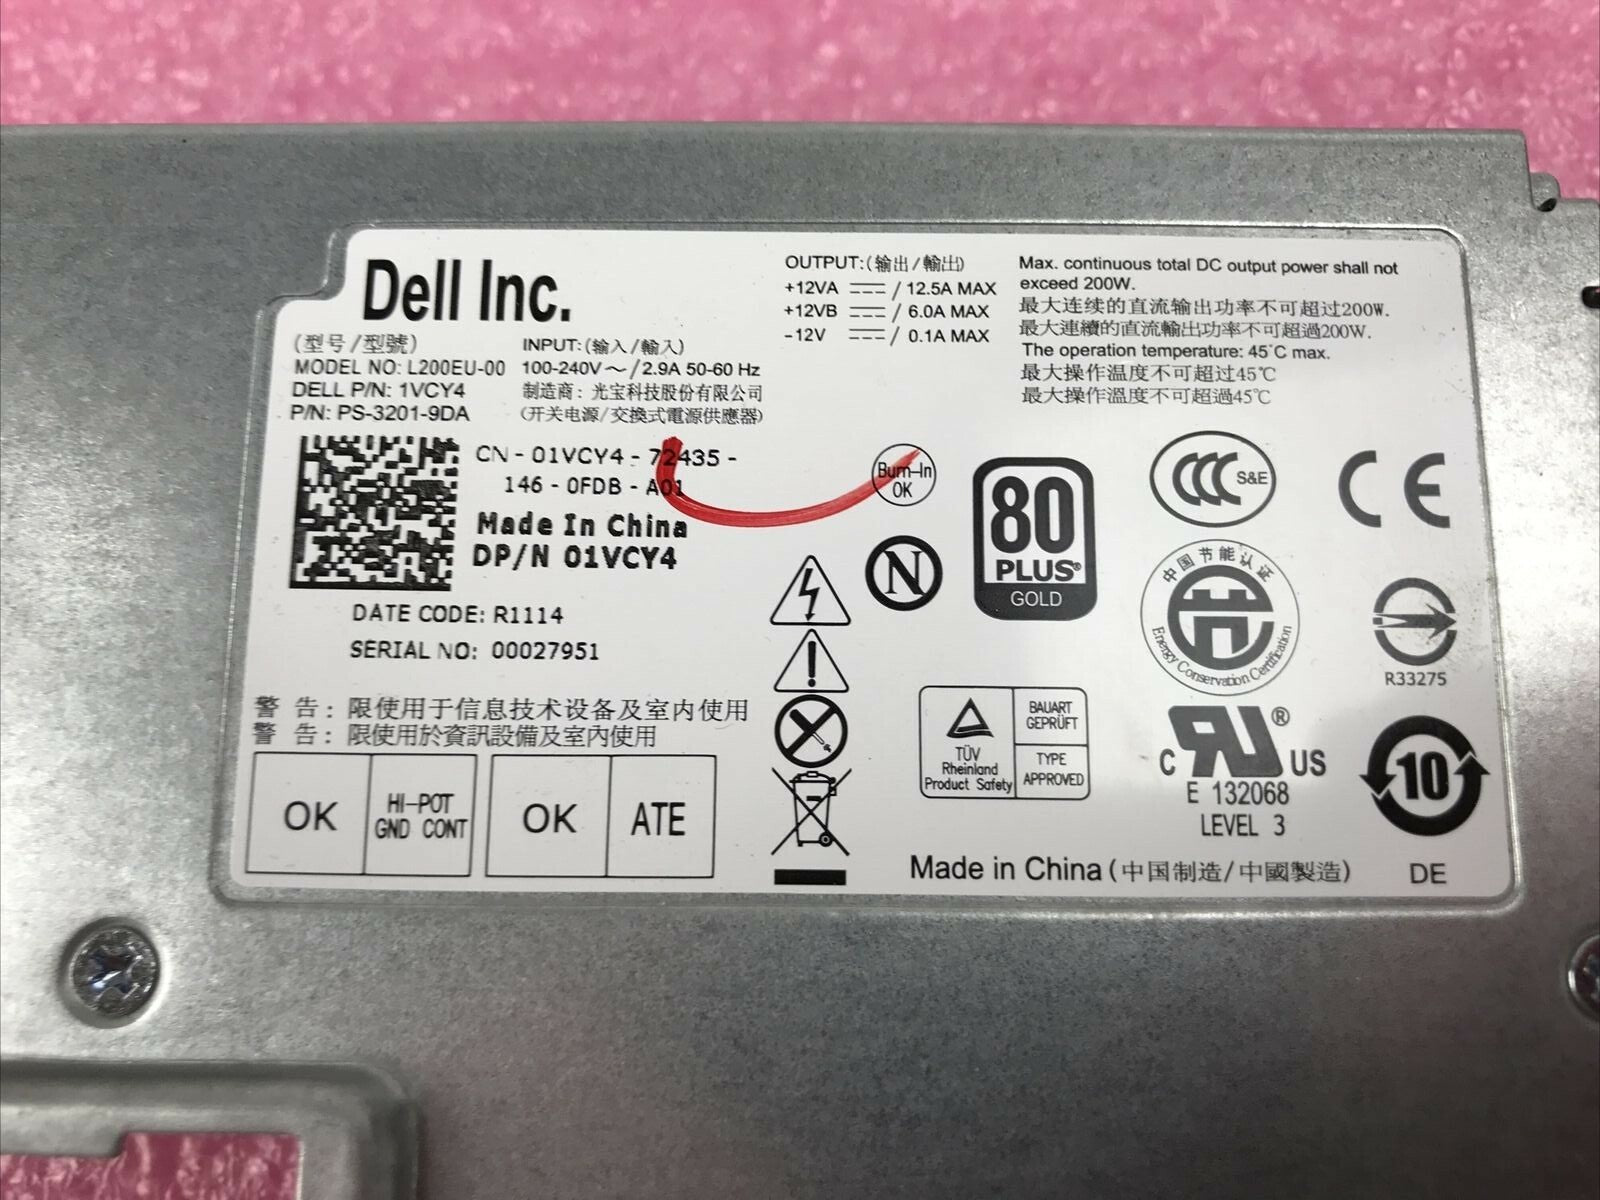 Dell Inc.
(型号/型號)
MODEL NO: L200EU-00
DELL P/N: 1VCY4
P/N: PS-3201-9DA
INPUT:(输入/輸入)
100-240V～/2.9A 50-60 Hz
制造商：光宝科技股份有限公司
(开关电源/交換式電源供應器)
OUTPUT:(输出/輸出)
+12VA ⎓ / 12.5A MAX
+12VB ⎓ / 6.0A MAX
-12V ⎓ / 0.1A MAX
Max. continuous total DC output power shall not
exceed 200W.
最大连续的直流输出功率不可超过200W.
最大連續的直流輸出功率不可超過200W.
The operation temperature: 45°C max.
最大操作温度不可超过45℃
最大操作溫度不可超過45℃
CN - 01VCY4 - 72435 -
146 - 0FDB - A01
Made In China
DP/N 01VCY4
DATE CODE: R1114
SERIAL NO: 00027951
警 告：限使用于信息技术设备及室内使用
警 告：限使用於資訊設備及室內使用
OK
HI-POT
GND CONT
OK
ATE
Burn-In
OK
N
80
PLUS®
GOLD
CCC S&E
CE
中国节能认证
Energy Conservation Certification
R33275
TÜV
Rheinland
Product Safety
BAUART
GEPRÜFT
TYPE
APPROVED
C RU® US
E 132068
LEVEL 3
10
Made in China (中国制造/中國製造)
DE